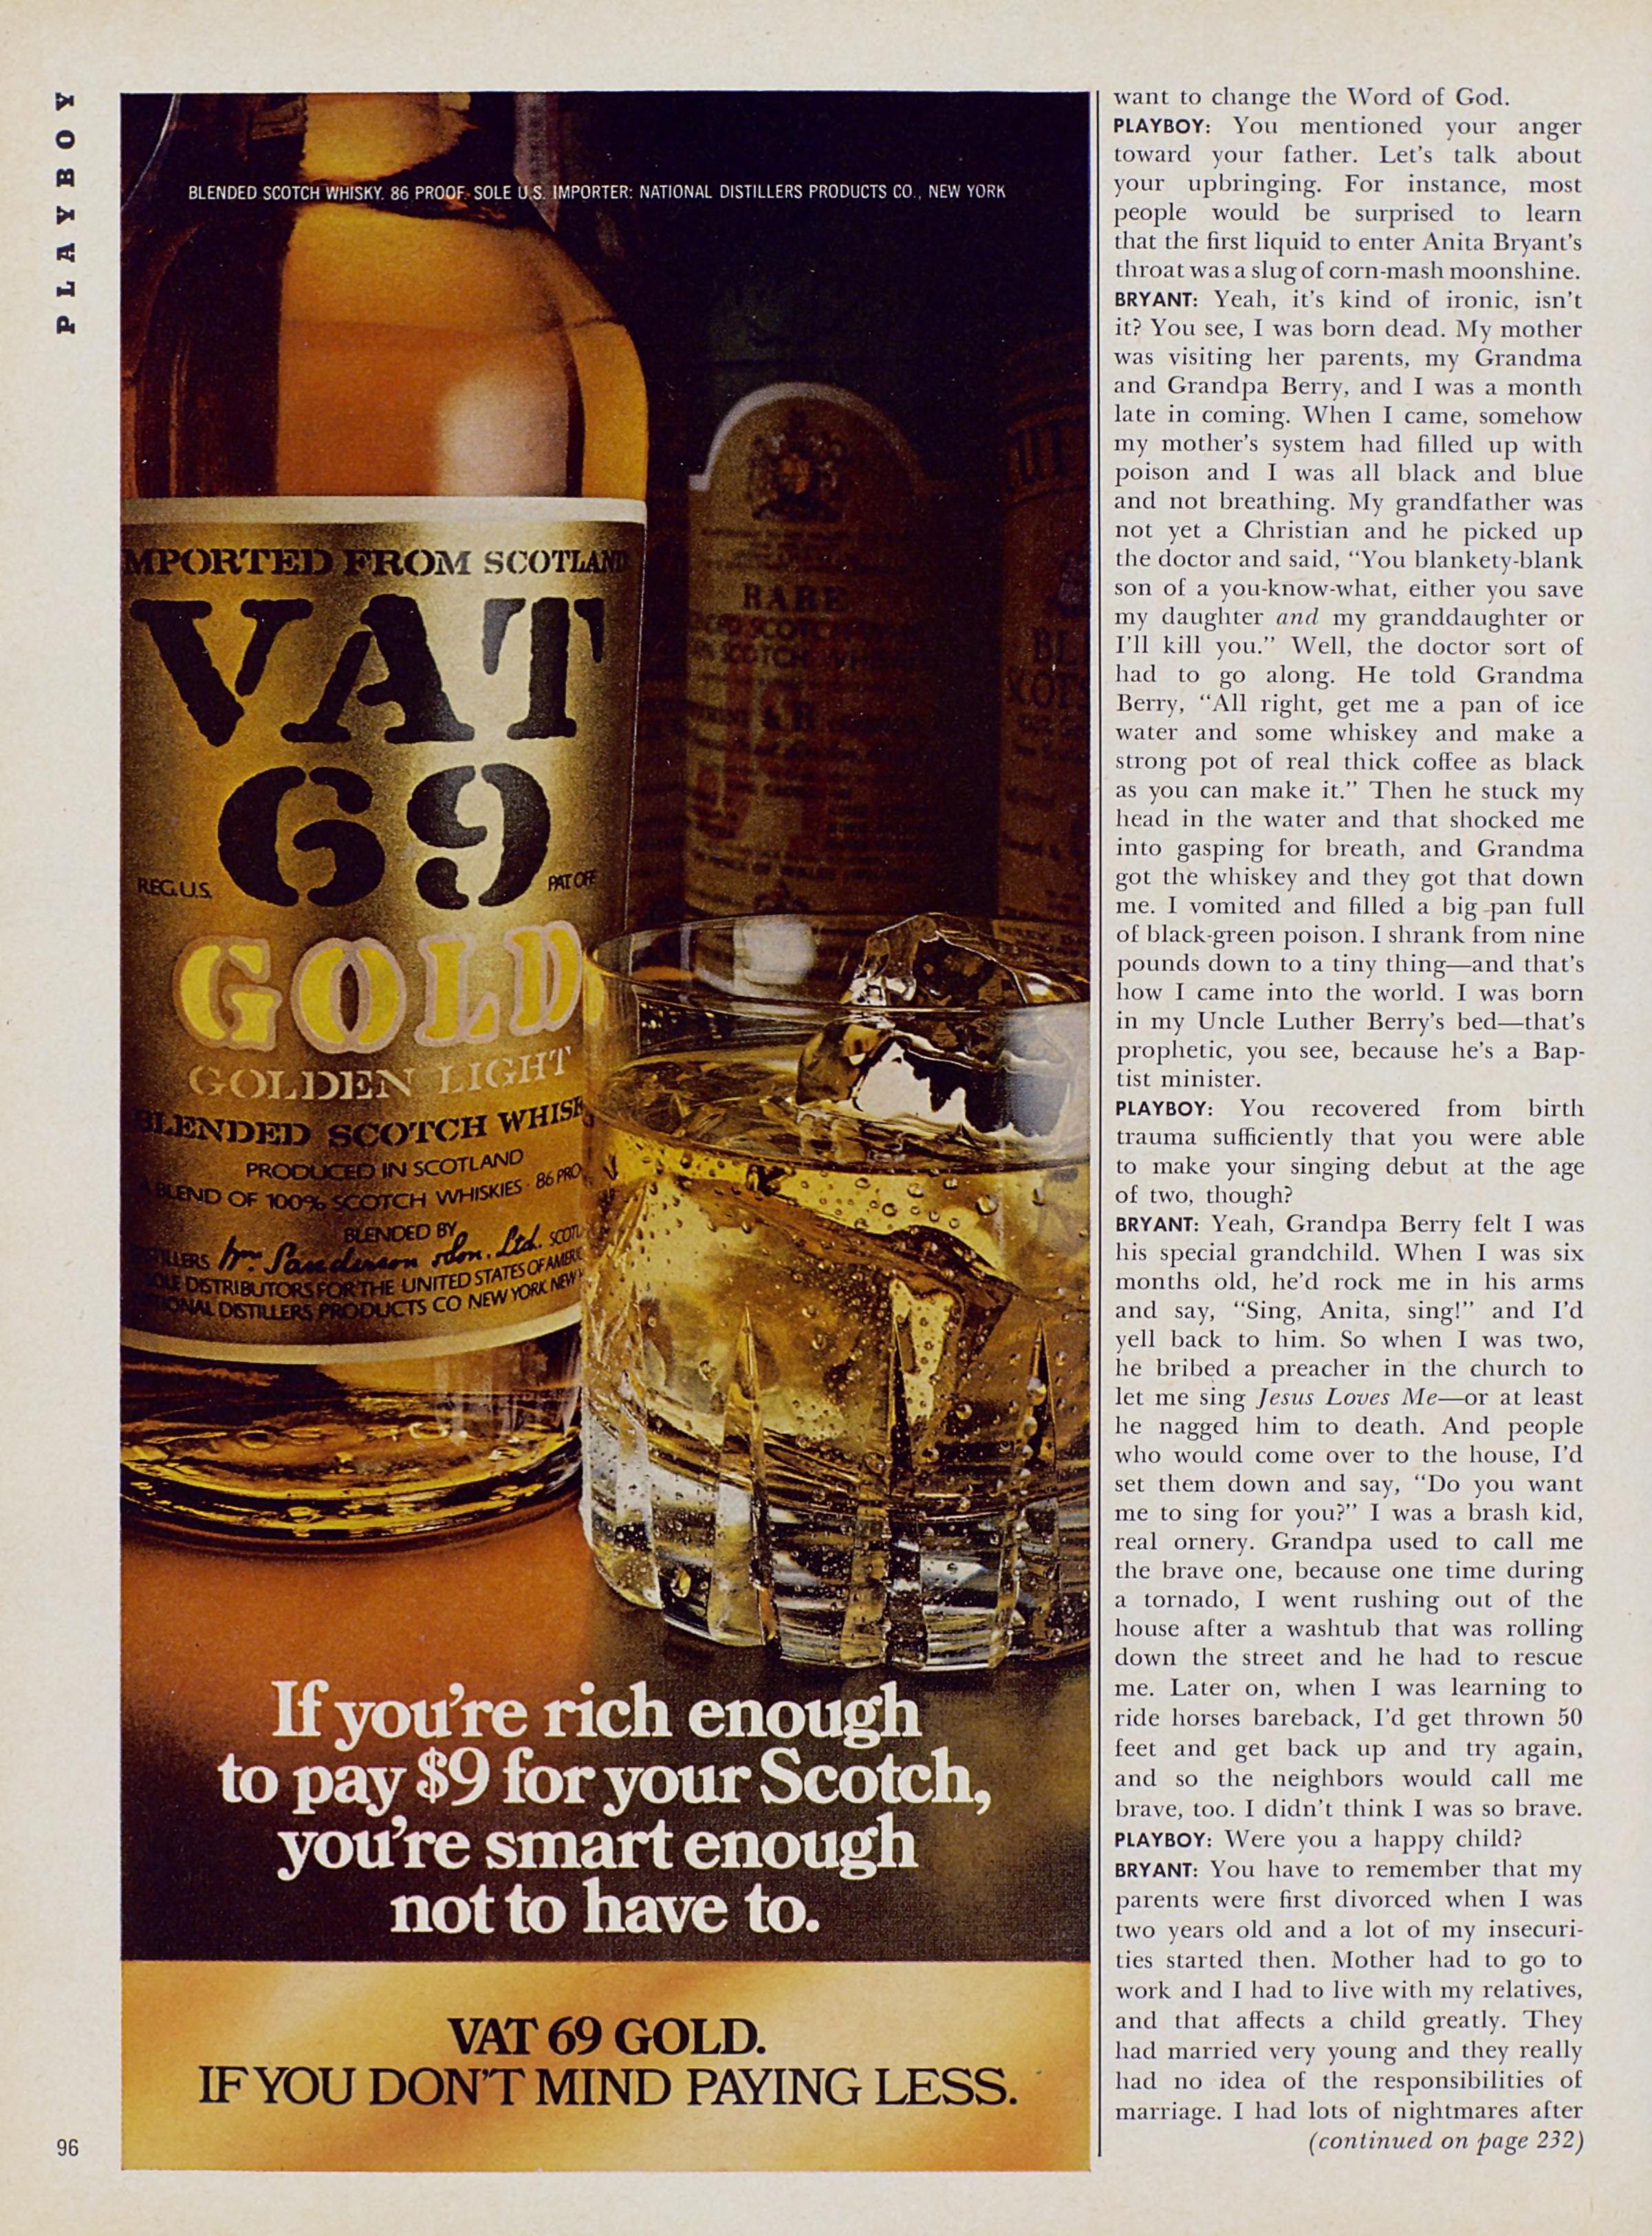 PLAYBOY
BLENDED SCOTCH WHISKY. 86 PROOF. SOLE U.S. IMPORTER: NATIONAL DISTILLERS PRODUCTS CO., NEW YORK
MPORTED FROM SCOTLAND
VAT
69
REG.U.S. PAT OFF
GOLD
GOLDEN LIGHT
BLENDED SCOTCH WHISK
PRODUCED IN SCOTLAND
A BLEND OF 100% SCOTCH WHISKIES · 86 PRO
BLENDED BY
Wm. Sanderson & Son. Ltd. SCOTL
SOLE DISTRIBUTORS FOR THE UNITED STATES OF AMERIC
IONAL DISTILLERS PRODUCTS CO NEW YORK NEW Y
RARE
If you're rich enough
to pay $9 for your Scotch,
you're smart enough
not to have to.
VAT 69 GOLD.
IF YOU DON'T MIND PAYING LESS.
96
want to change the Word of God.
PLAYBOY: You mentioned your anger
toward your father. Let's talk about
your upbringing. For instance, most
people would be surprised to learn
that the first liquid to enter Anita Bryant's
throat was a slug of corn-mash moonshine.
BRYANT: Yeah, it's kind of ironic, isn't
it? You see, I was born dead. My mother
was visiting her parents, my Grandma
and Grandpa Berry, and I was a month
late in coming. When I came, somehow
my mother's system had filled up with
poison and I was all black and blue
and not breathing. My grandfather was
not yet a Christian and he picked up
the doctor and said, "You blankety-blank
son of a you-know-what, either you save
my daughter and my granddaughter or
I'll kill you." Well, the doctor sort of
had to go along. He told Grandma
Berry, "All right, get me a pan of ice
water and some whiskey and make a
strong pot of real thick coffee as black
as you can make it." Then he stuck my
head in the water and that shocked me
into gasping for breath, and Grandma
got the whiskey and they got that down
me. I vomited and filled a big pan full
of black-green poison. I shrank from nine
pounds down to a tiny thing—and that's
how I came into the world. I was born
in my Uncle Luther Berry's bed—that's
prophetic, you see, because he's a Bap-
tist minister.
PLAYBOY: You recovered from birth
trauma sufficiently that you were able
to make your singing debut at the age
of two, though?
BRYANT: Yeah, Grandpa Berry felt I was
his special grandchild. When I was six
months old, he'd rock me in his arms
and say, "Sing, Anita, sing!" and I'd
yell back to him. So when I was two,
he bribed a preacher in the church to
let me sing Jesus Loves Me—or at least
he nagged him to death. And people
who would come over to the house, I'd
set them down and say, "Do you want
me to sing for you?" I was a brash kid,
real ornery. Grandpa used to call me
the brave one, because one time during
a tornado, I went rushing out of the
house after a washtub that was rolling
down the street and he had to rescue
me. Later on, when I was learning to
ride horses bareback, I'd get thrown 50
feet and get back up and try again,
and so the neighbors would call me
brave, too. I didn't think I was so brave.
PLAYBOY: Were you a happy child?
BRYANT: You have to remember that my
parents were first divorced when I was
two years old and a lot of my insecuri-
ties started then. Mother had to go to
work and I had to live with my relatives,
and that affects a child greatly. They
had married very young and they really
had no idea of the responsibilities of
marriage. I had lots of nightmares after
(continued on page 232)